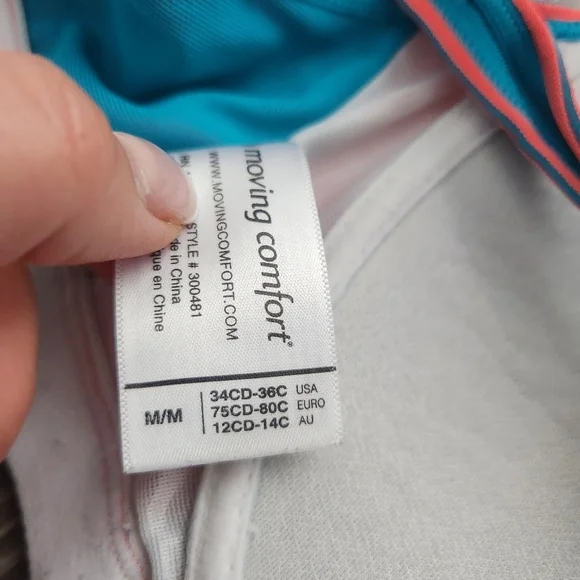 moving comfort®
WWW.MOVINGCOMFORT.COM
STYLE # 300481
in China
en Chine
M/M
34CD-36C USA
75CD-80C EURO
12CD-14C AU